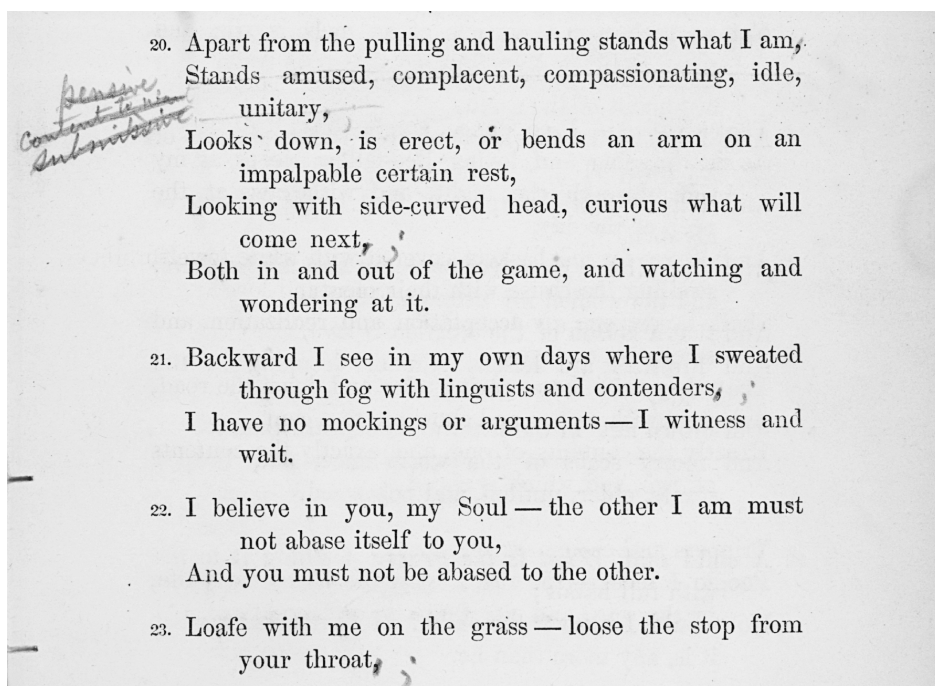 20. Apart from the pulling and hauling stands what I am,
Stands amused, complacent, compassionating, idle,
unitary,
pensive
content to
submissive
Looks down, is erect, or bends an arm on an
impalpable certain rest,
Looking with side-curved head, curious what will
come next, ;
Both in and out of the game, and watching and
wondering at it.
21. Backward I see in my own days where I sweated
through fog with linguists and contenders, ;
I have no mockings or arguments — I witness and
wait.
22. I believe in you, my Soul — the other I am must
not abase itself to you,
And you must not be abased to the other.
23. Loafe with me on the grass — loose the stop from
your throat, ;